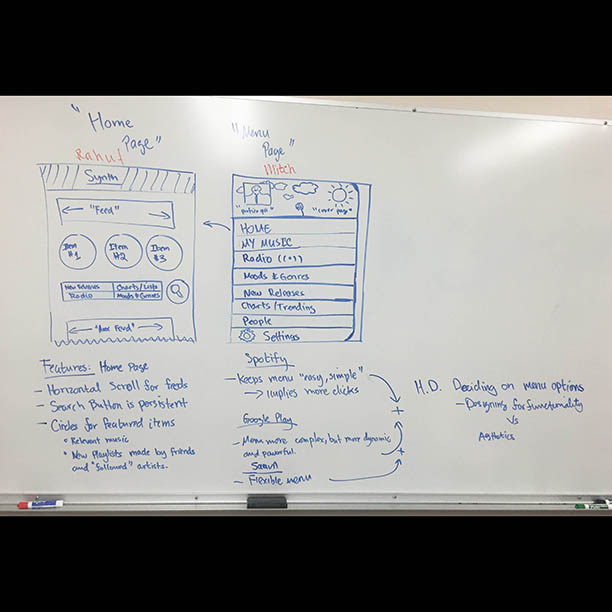 "Home
Page"
Rahul
Synth
"Feed"
Item
#1
Item
#2
Item
#3
New Releases
Charts/Lists
Radio
Moods & Genres
Feed"
"Menu
Page"
Mitch
"cover page"
HOME
MY MUSIC
Radio ((•))
Moods & Genres
New Releases
Charts/Trending
People
Settings
Features: Home Page
- Horizontal Scroll for feeds
- Search Button is persistent
- Circles for Featured items
• Relevant music
• New Playlists made by friends
and "followed" artists.
Spotify
- Keeps menu "easy, simple"
→ implies more clicks
Google Play
- Menu more complex, but more dynamic
and powerful.
Saavn
- Flexible menu
+
+
M.D. Deciding on menu options
- Designing for functionality
Vs
Aesthetics